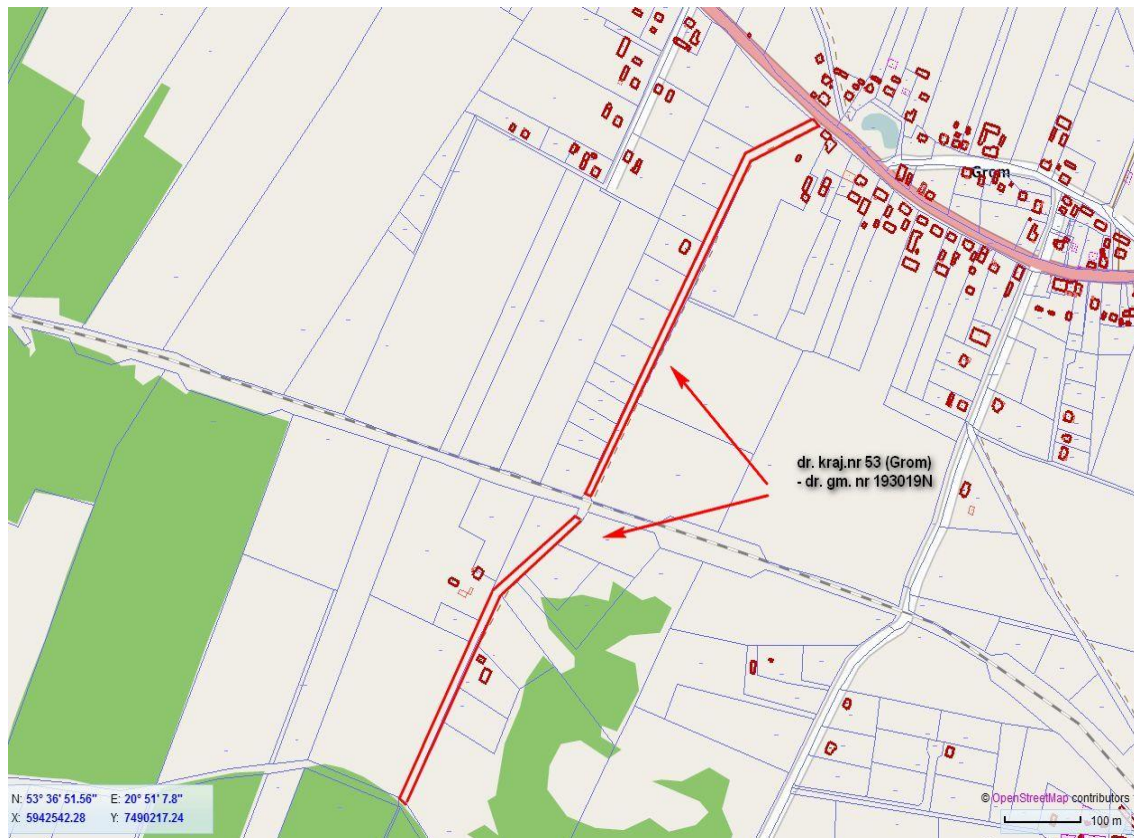 Grom
dr. kraj.nr 53 (Grom)
- dr. gm. nr 193019N
N: 53° 36' 51.56" E: 20° 51' 7.8"
X: 5942542.28 Y: 7490217.24
© OpenStreetMap contributors
100 m